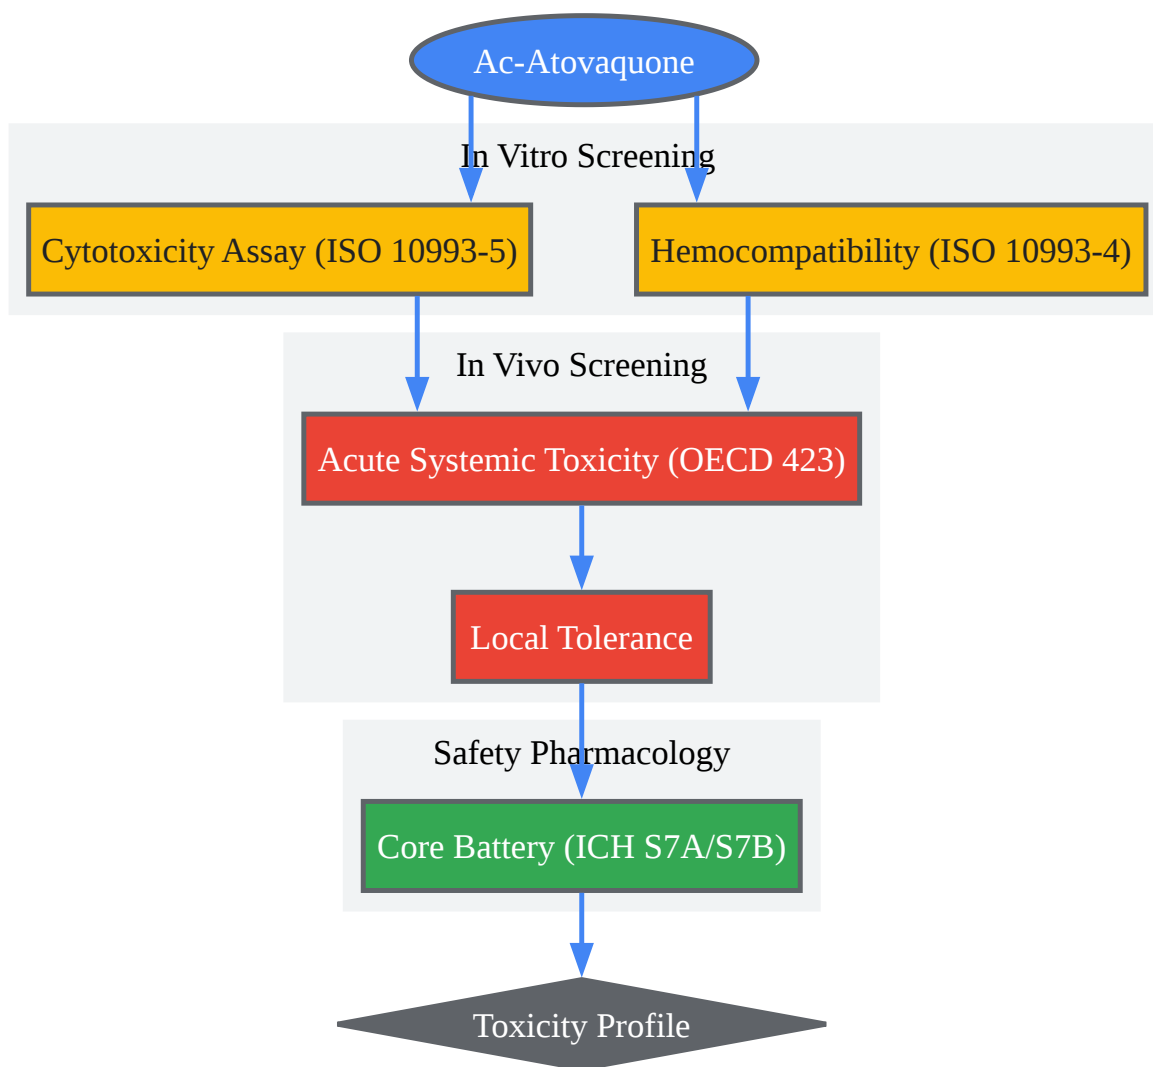 Ac-Atovaquone
In Vitro Screening
Cytotoxicity Assay (ISO 10993-5)
Hemocompatibility (ISO 10993-4)
In Vivo Screening
Acute Systemic Toxicity (OECD 423)
Local Tolerance
Safety Pharmacology
Core Battery (ICH S7A/S7B)
Toxicity Profile